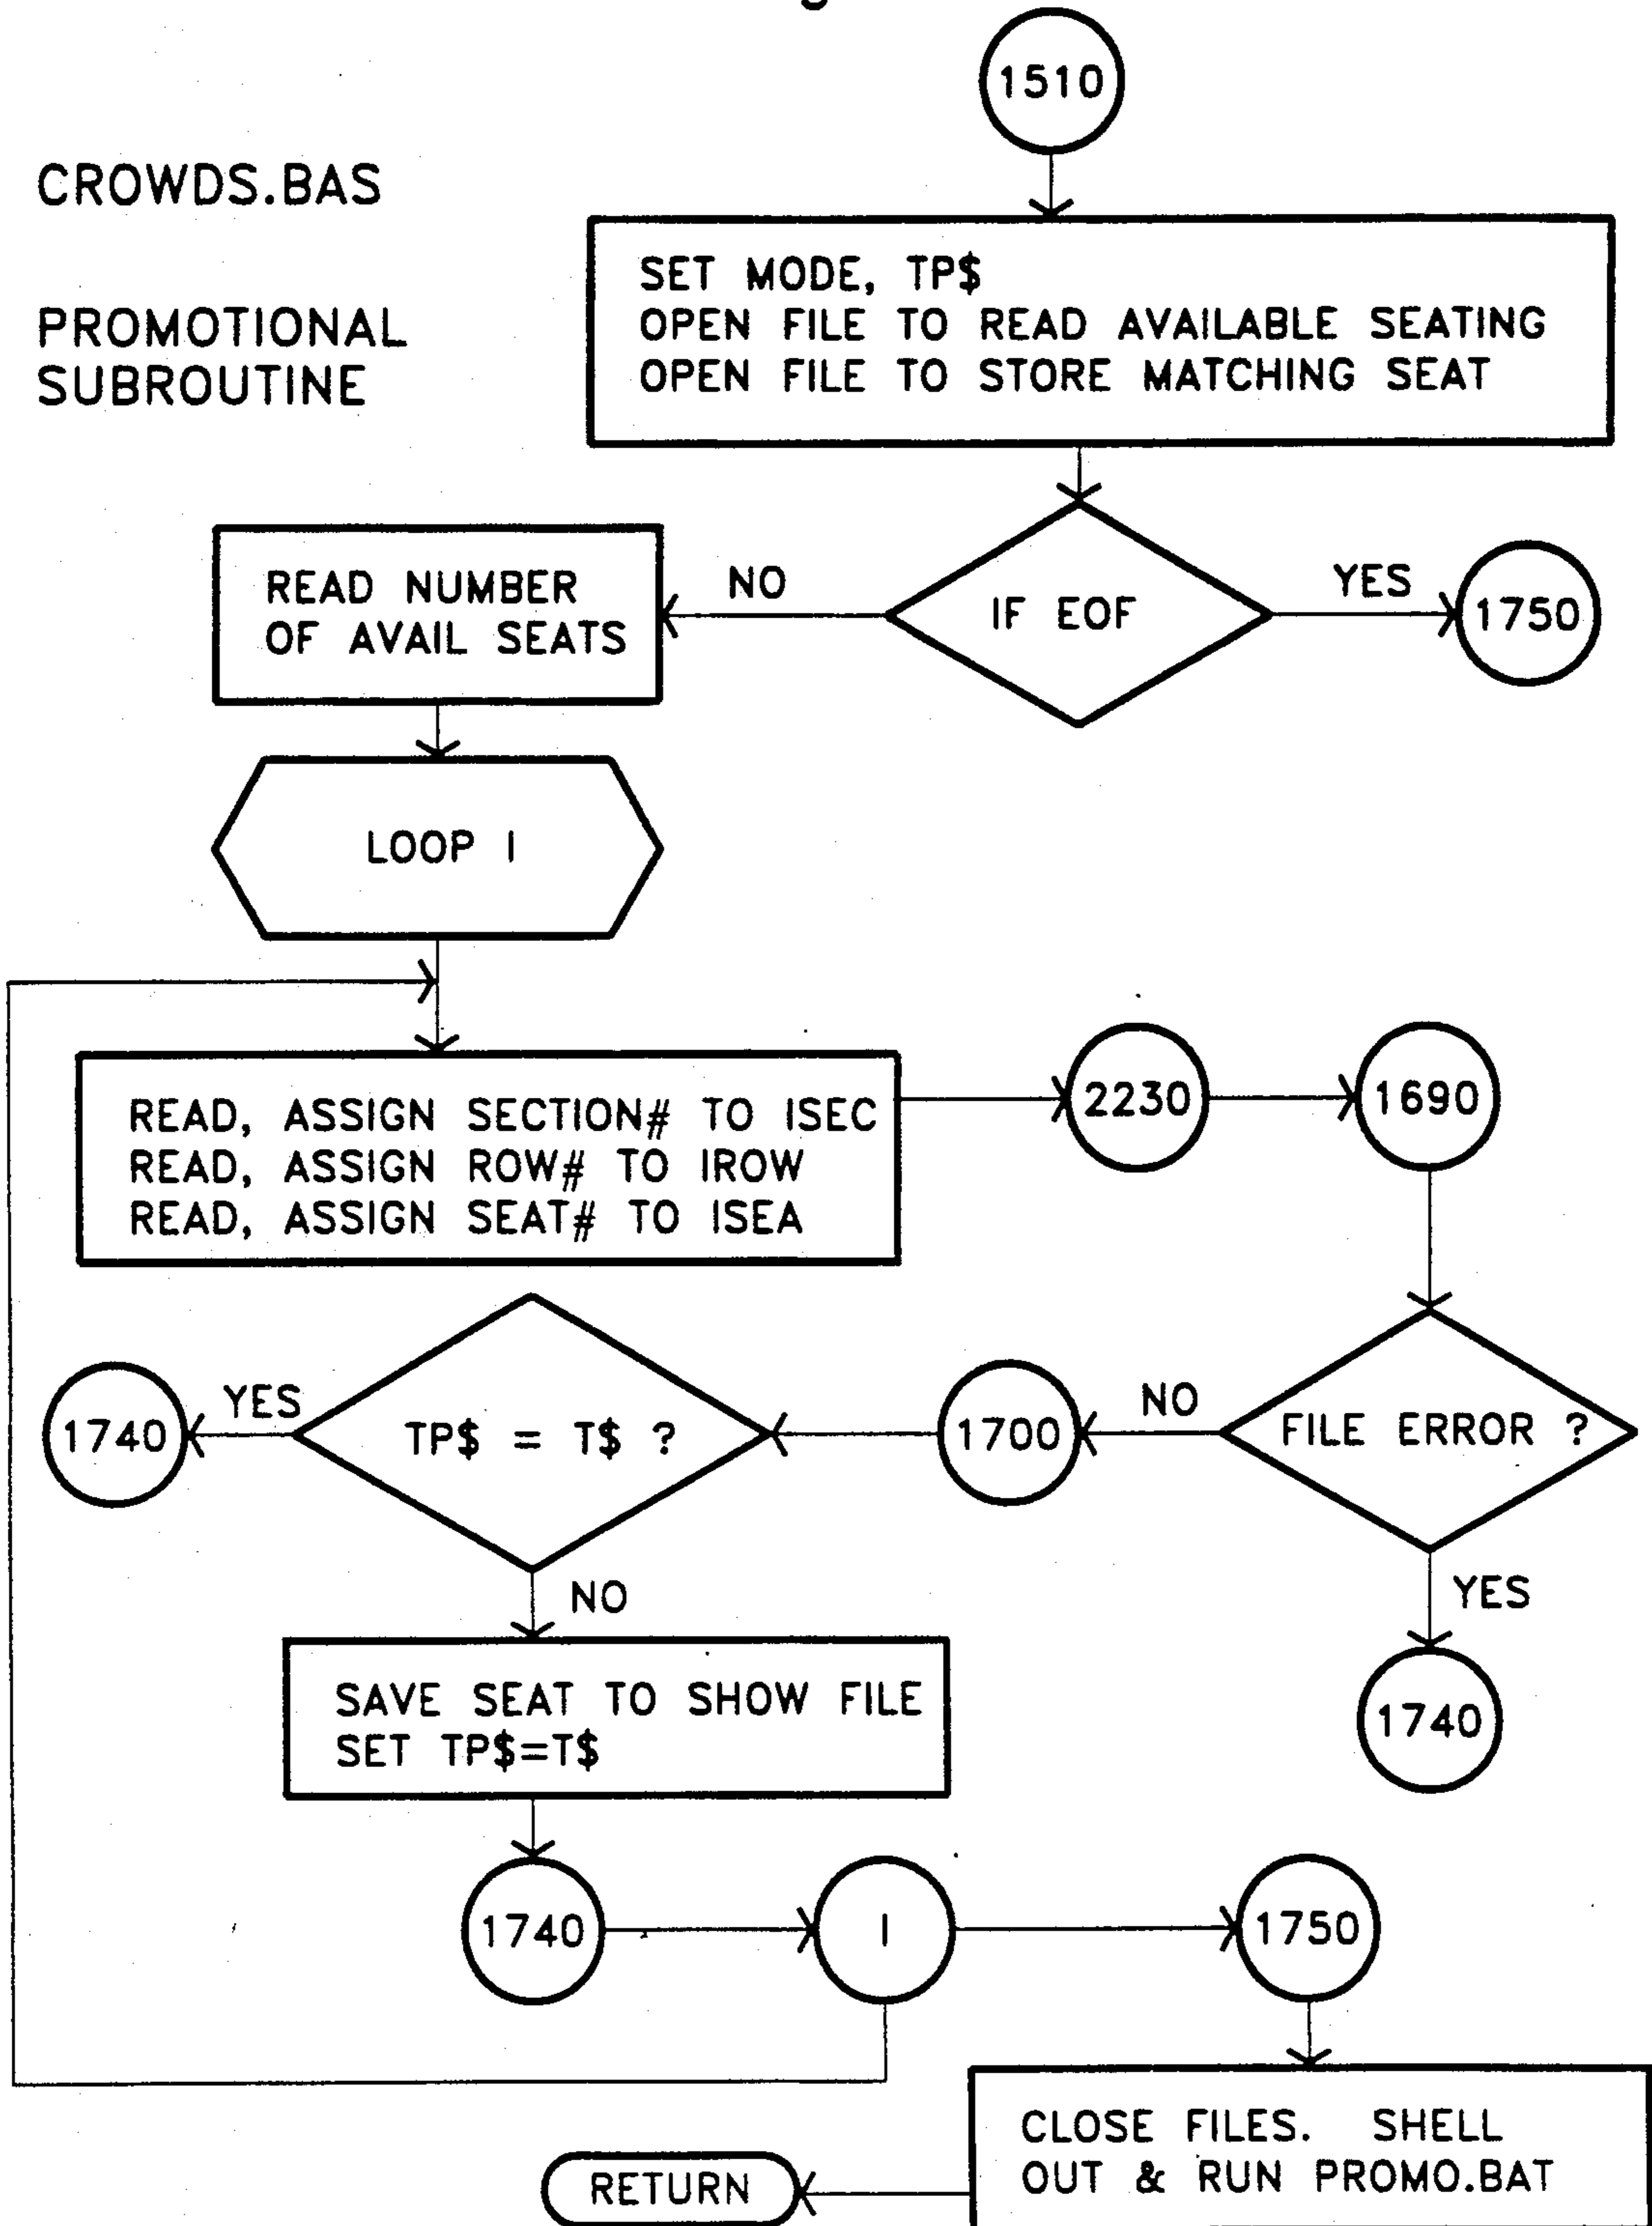 1510
CROWDS.BAS
PROMOTIONAL
SUBROUTINE
SET MODE, TP$
OPEN FILE TO READ AVAILABLE SEATING
OPEN FILE TO STORE MATCHING SEAT
READ NUMBER
OF AVAIL SEATS
NO
IF EOF
YES
1750
LOOP I
READ, ASSIGN SECTION# TO ISEC
READ, ASSIGN ROW# TO IROW
READ, ASSIGN SEAT# TO ISEA
2230
1690
1740
YES
TP$ = T$ ?
1700
NO
FILE ERROR ?
NO
YES
SAVE SEAT TO SHOW FILE
SET TP$=T$
1740
1740
I
1750
CLOSE FILES. SHELL
OUT & RUN PROMO.BAT
RETURN